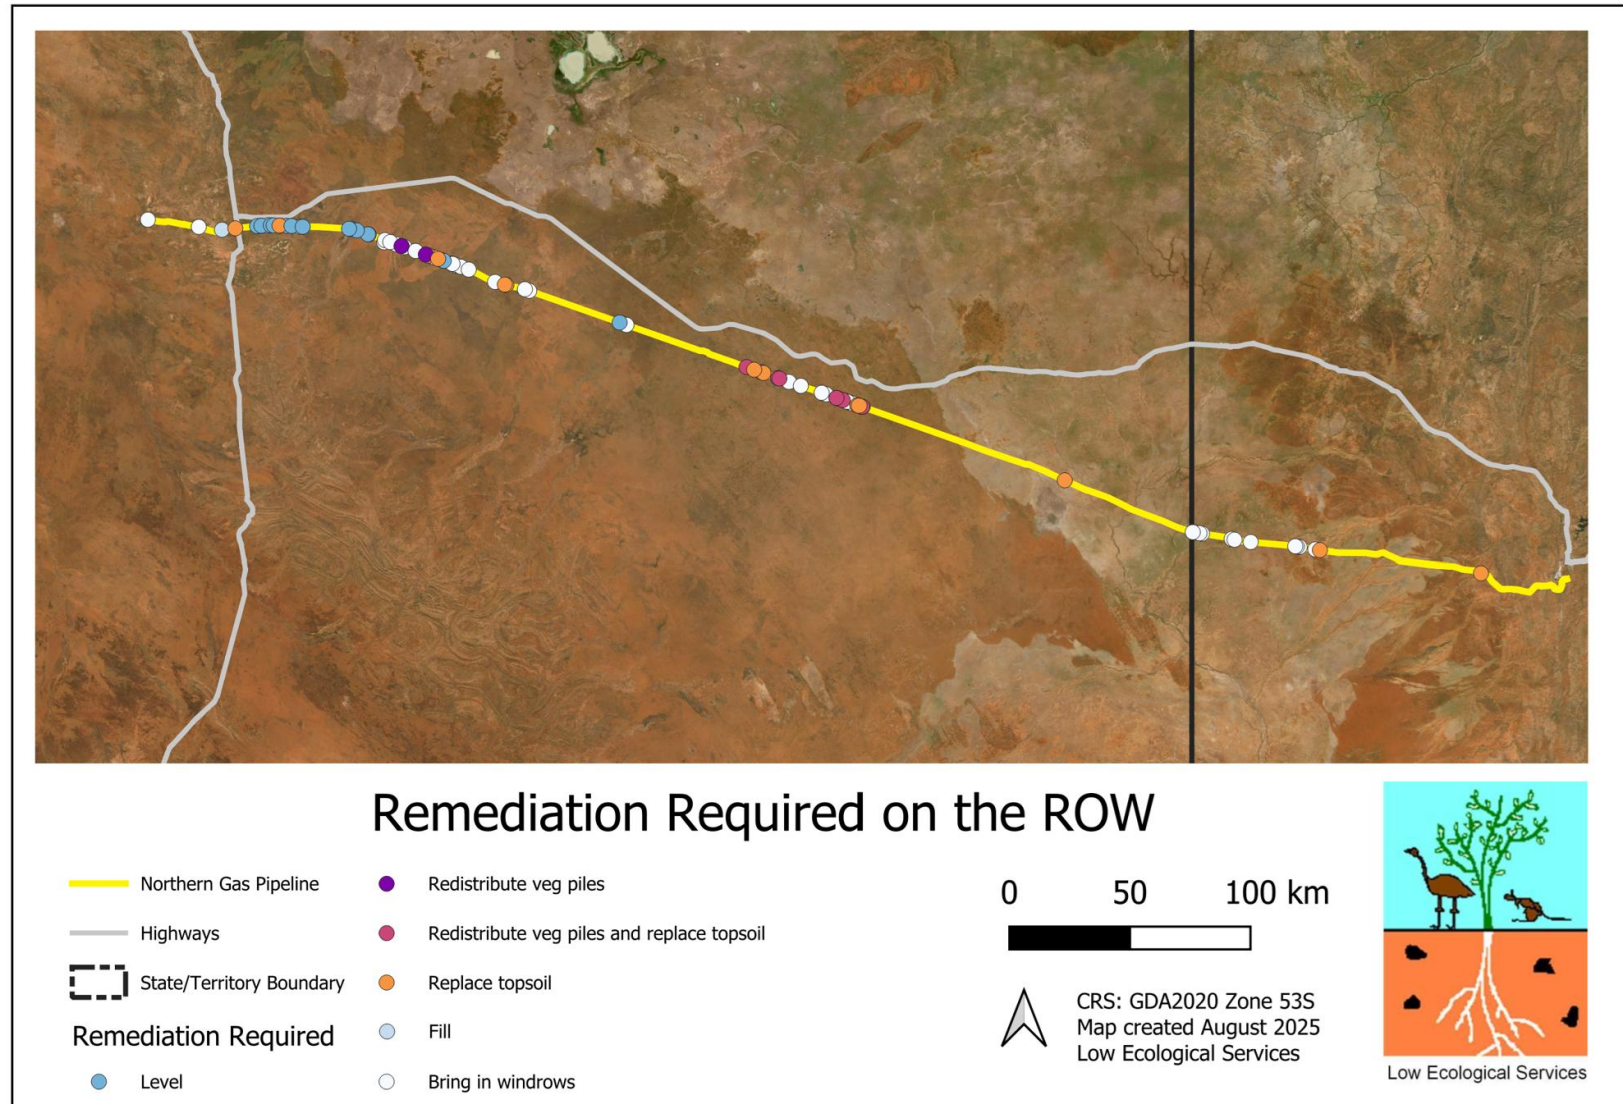 Remediation Required on the ROW
Northern Gas Pipeline
Highways
State/Territory Boundary
Remediation Required
Level
Redistribute veg piles
Redistribute veg piles and replace topsoil
Replace topsoil
Fill
Bring in windrows
0 50 100 km
CRS: GDA2020 Zone 53S
Map created August 2025
Low Ecological Services
Low Ecological Services